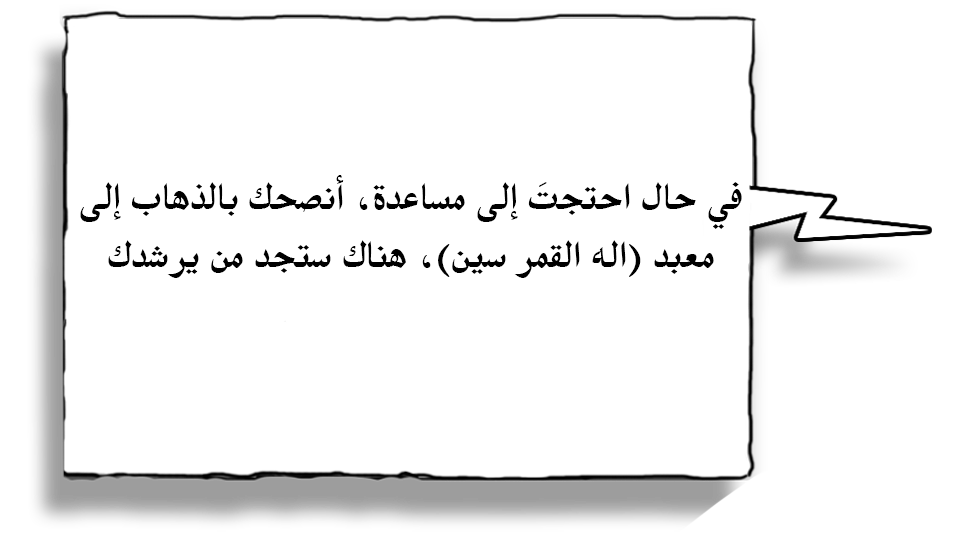 في حال احتجتَ إلى مساعدة، أنصحك بالذهاب إلى
معبد (اله القمر سين)، هناك ستجد من يرشدك